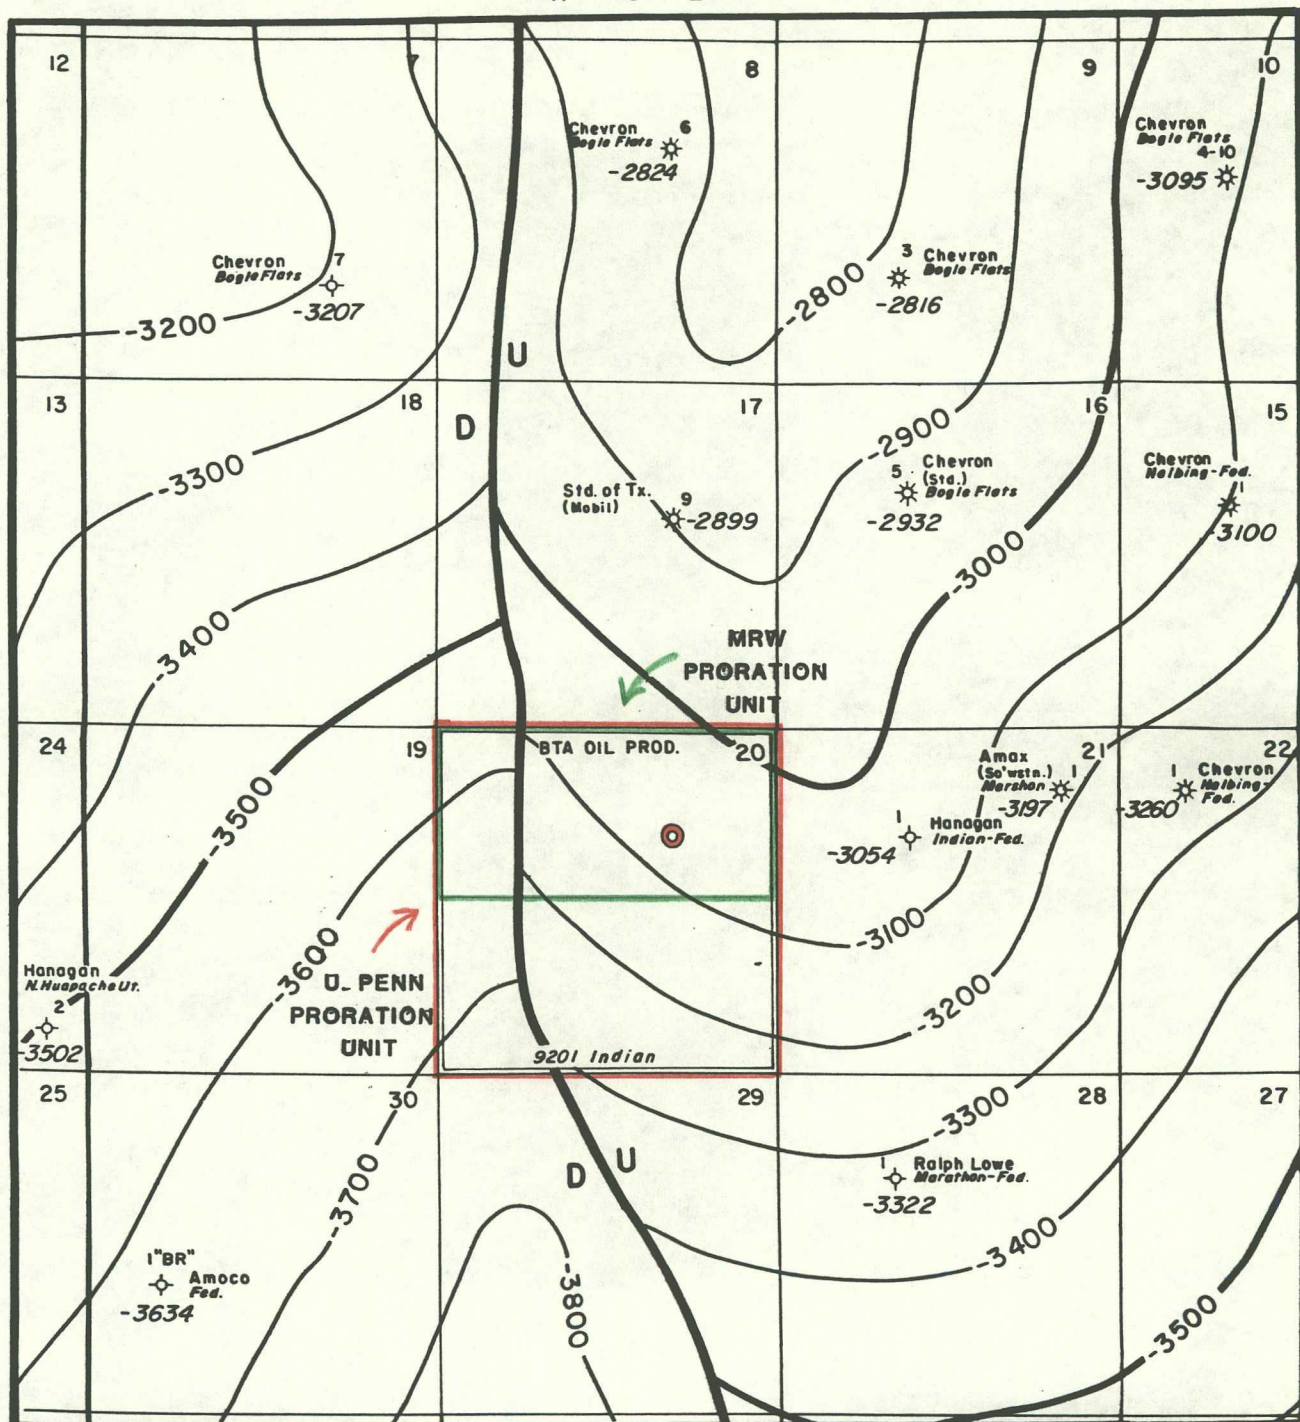 12
7
8
9
10
Chevron
Bogle Flats
6
-2824
Chevron
Bogle Flats
4-10
-3095
Chevron
Bogle Flats
7
-3207
3
Chevron
Bogle Flats
-2816
-3200
-2800
U
13
18
D
17
16
15
-2900
-3300
Std. of Tx.
(Mobil)
9
-2899
5
Chevron
(Std.)
Bogle Flats
-2932
Chevron
Helbing-Fed.
1
-3100
-3000
-3400
MRW
PRORATION
UNIT
24
19
BTA OIL PROD.
20
21
22
Amax
(So'wstn.)
Marshon
1
-3197
1
Chevron
Helbing-
Fed.
-3260
-3500
1
Hanagan
Indian-Fed.
-3054
-3100
-3600
Hanagan
N.Huapache Ut.
2
-3502
U. PENN
PRORATION
UNIT
-3200
9201 Indian
25
30
29
28
27
-3300
-3700
D
U
1
Ralph Lowe
Marathon-Fed.
-3322
-3400
1"BR"
Amoco
Fed.
-3634
-3800
-3500